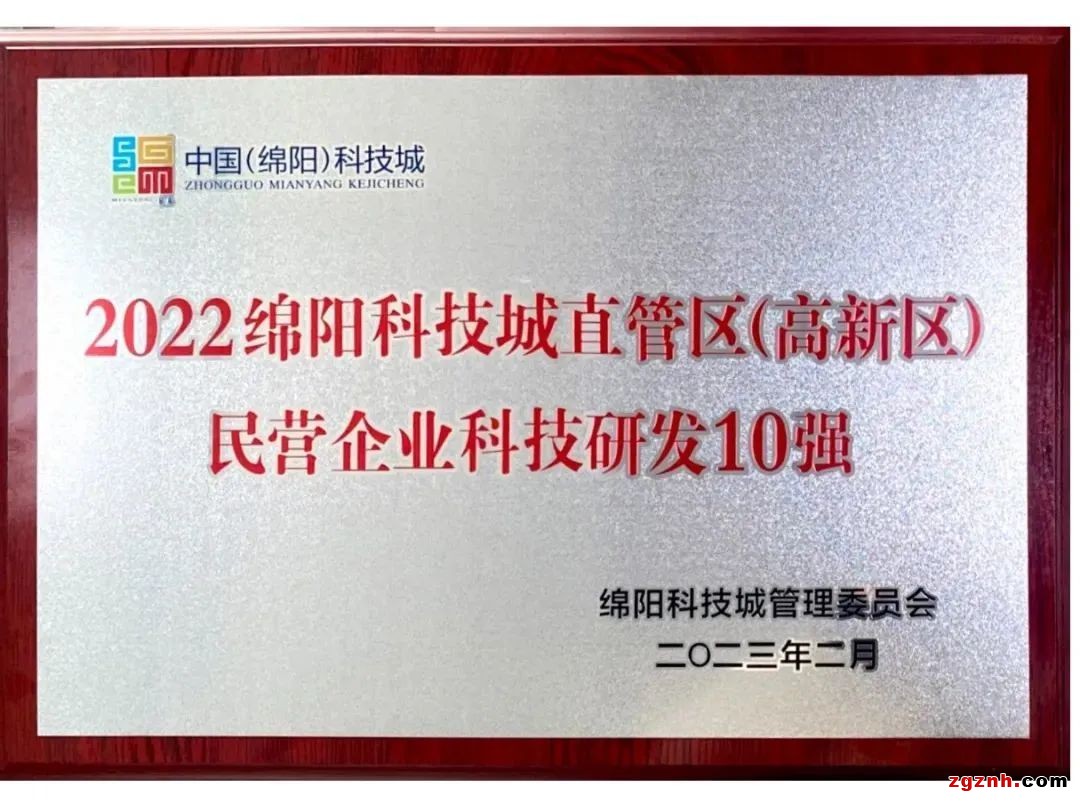 中国(绵阳)科技城
ZHONGGUO MIANYANG KEJICHENG
2022绵阳科技城直管区(高新区)
民营企业科技研发10强
绵阳科技城管理委员会
二〇二三年二月
zgznh.com